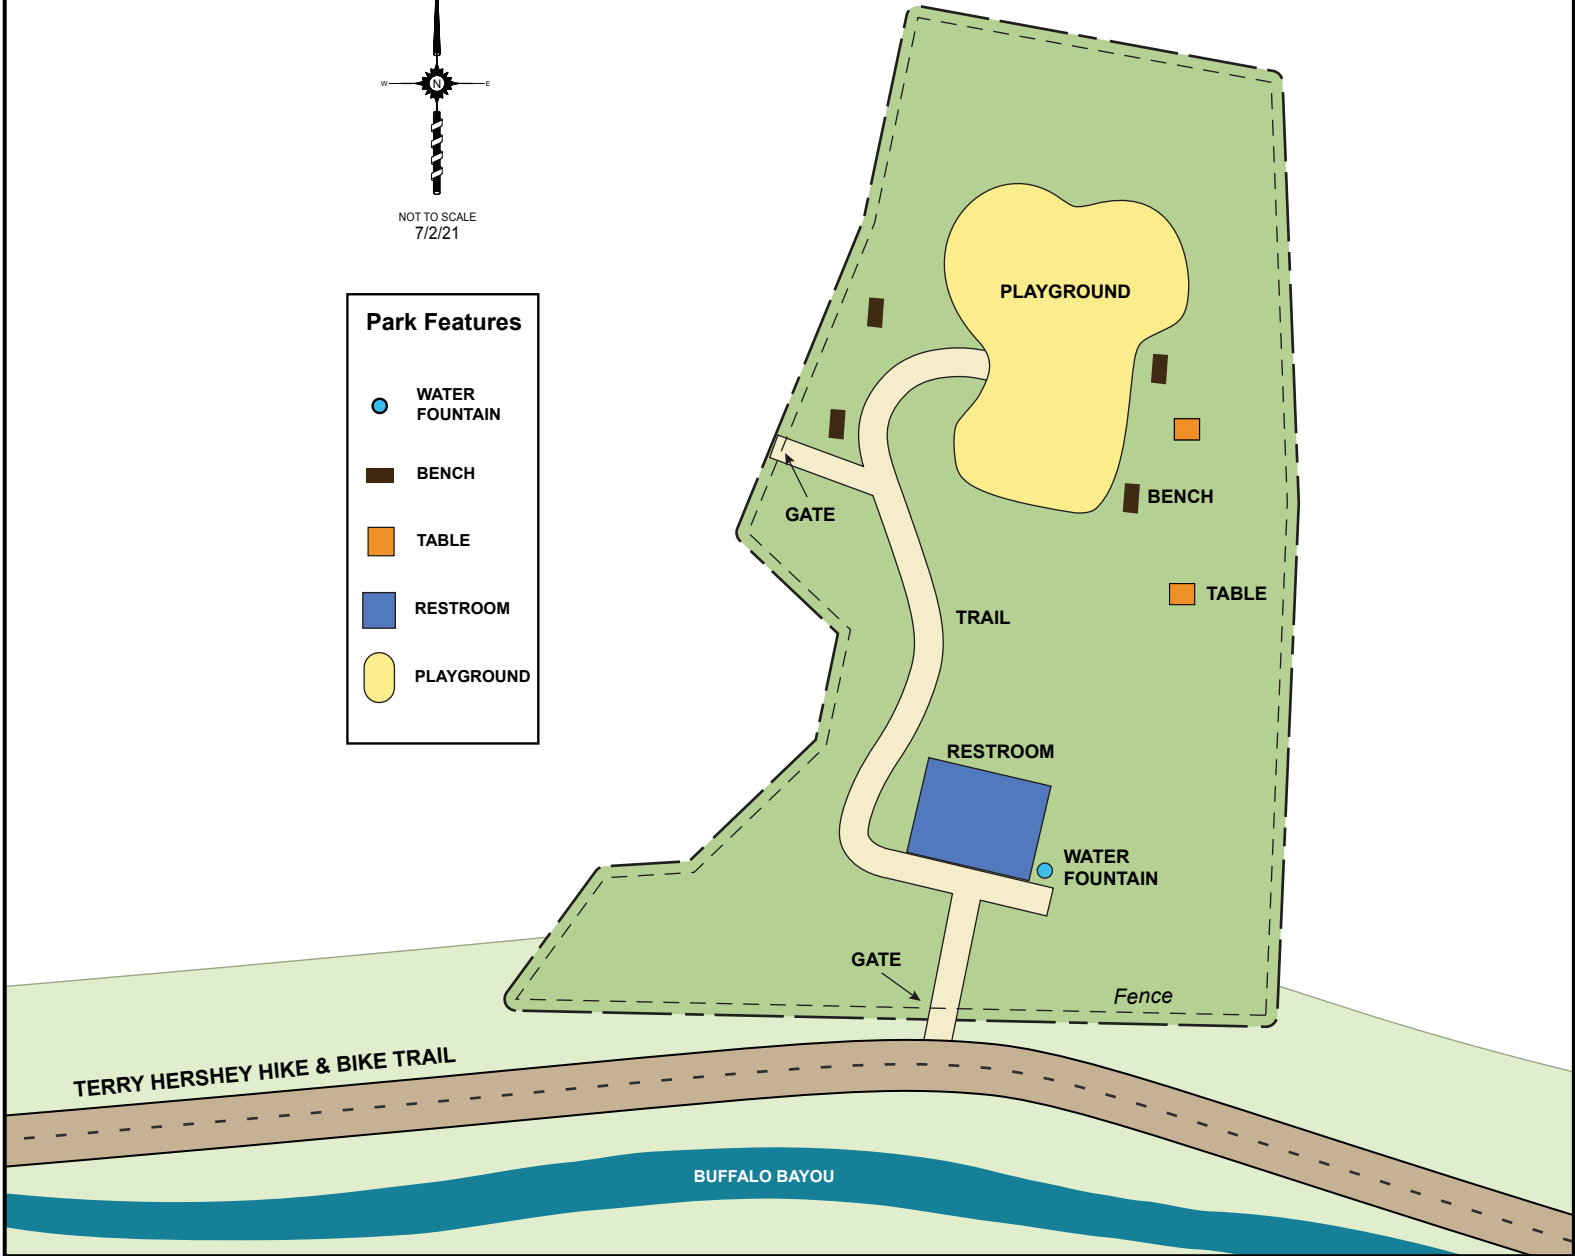 N
W
E
NOT TO SCALE
7/2/21
Park Features
WATER
FOUNTAIN
BENCH
TABLE
RESTROOM
PLAYGROUND
PLAYGROUND
GATE
BENCH
TABLE
TRAIL
RESTROOM
WATER
FOUNTAIN
GATE
Fence
TERRY HERSHEY HIKE & BIKE TRAIL
BUFFALO BAYOU